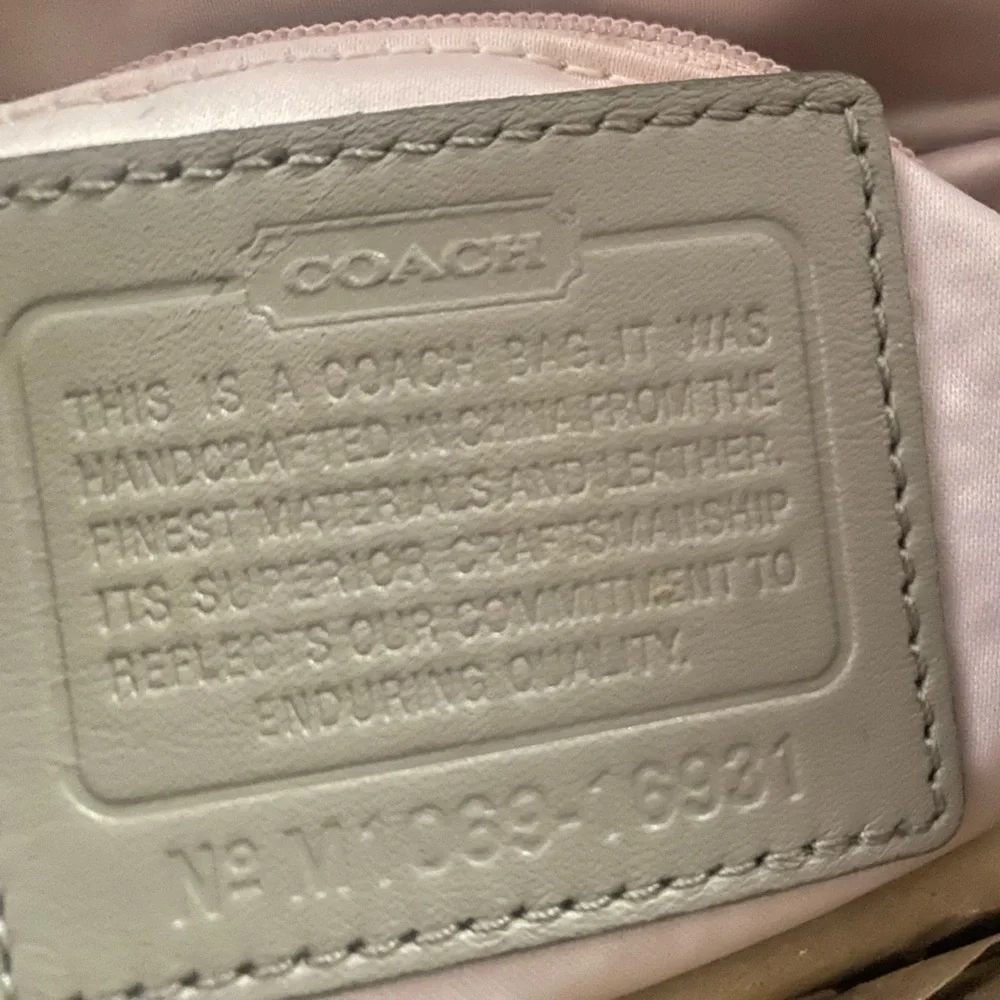 COACH
THIS IS A COACH BAG. IT WAS
HANDCRAFTED IN CHINA FROM THE
FINEST MATERIALS AND LEATHER.
ITS SUPERIOR CRAFTSMANSHIP
REFLECTS OUR COMMITMENT TO
ENDURING QUALITY.
Nº M1069-16931